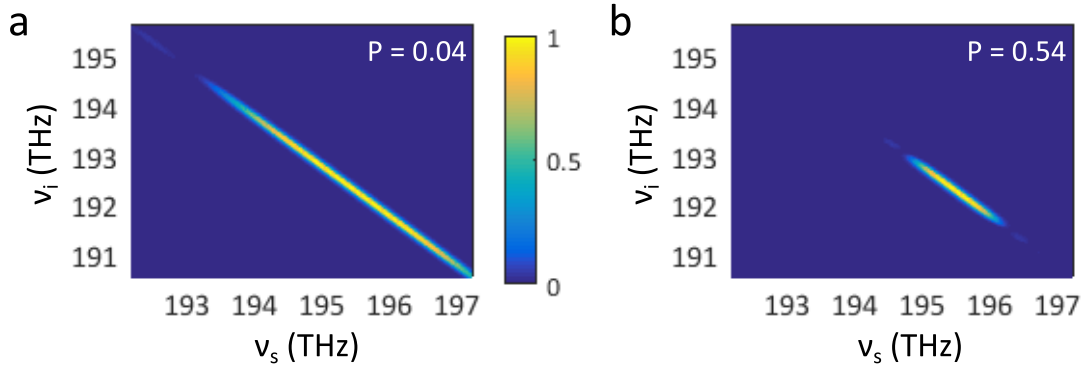 a
P = 0.04
195
194
193
192
191
νi (THz)
193 194 195 196 197
νs (THz)
1
0.5
0
b
P = 0.54
195
194
193
192
191
νi (THz)
193 194 195 196 197
νs (THz)